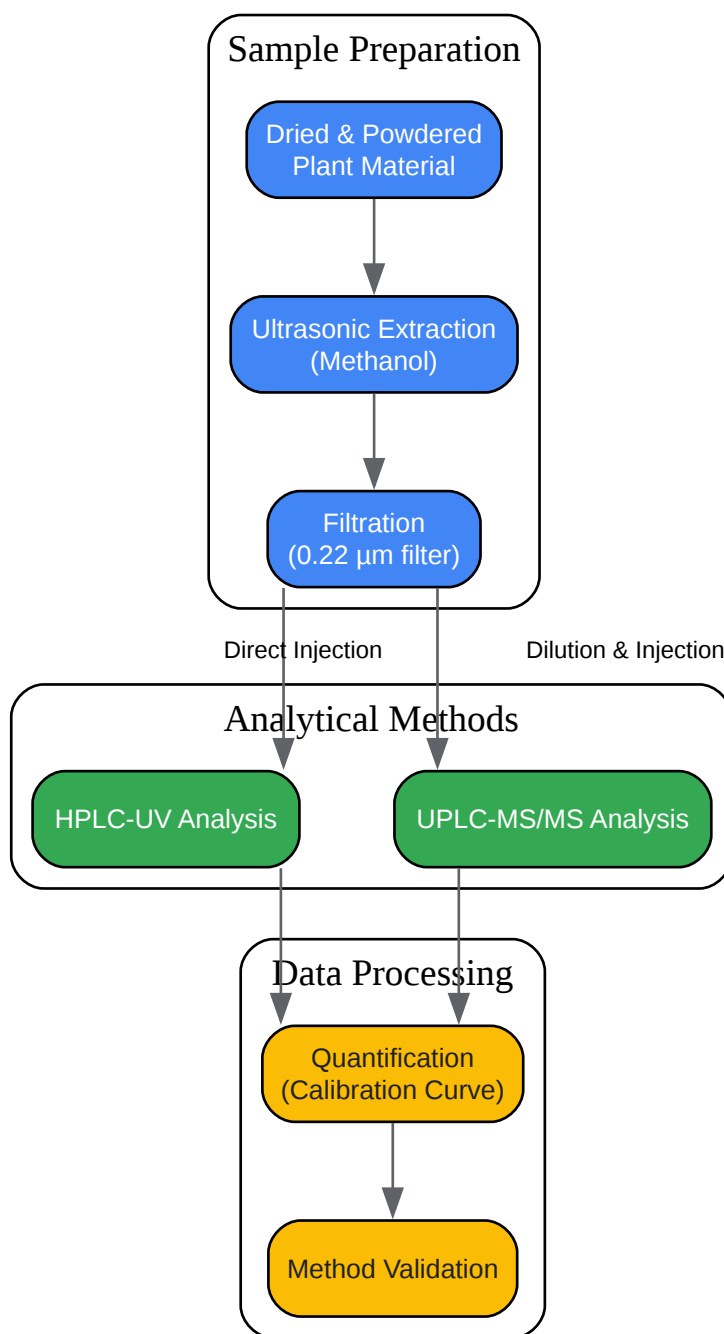 Sample Preparation
Dried & Powdered
Plant Material
Ultrasonic Extraction
(Methanol)
Filtration
(0.22 µm filter)
Direct Injection
Dilution & Injection
Analytical Methods
HPLC-UV Analysis
UPLC-MS/MS Analysis
Data Processing
Quantification
(Calibration Curve)
Method Validation